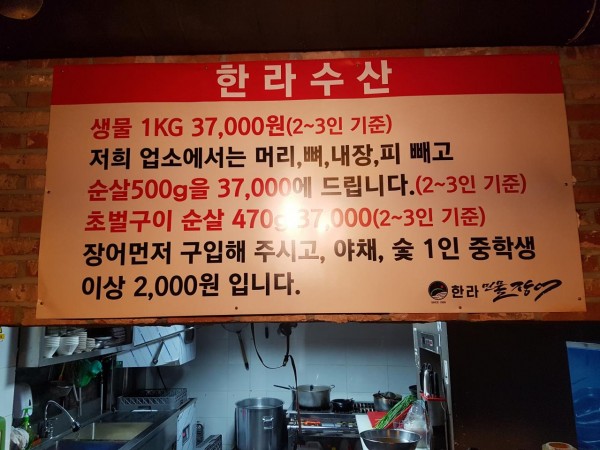 한라수산
생물 1KG 37,000원(2~3인 기준)
저희 업소에서는 머리,뼈,내장,피 빼고
순살500g을 37,000에 드립니다.(2~3인 기준)
초벌구이 순살 470g 37,000(2~3인 기준)
장어먼저 구입해 주시고, 야채, 숯 1인 중학생
이상 2,000원 입니다.
한라 민물장어